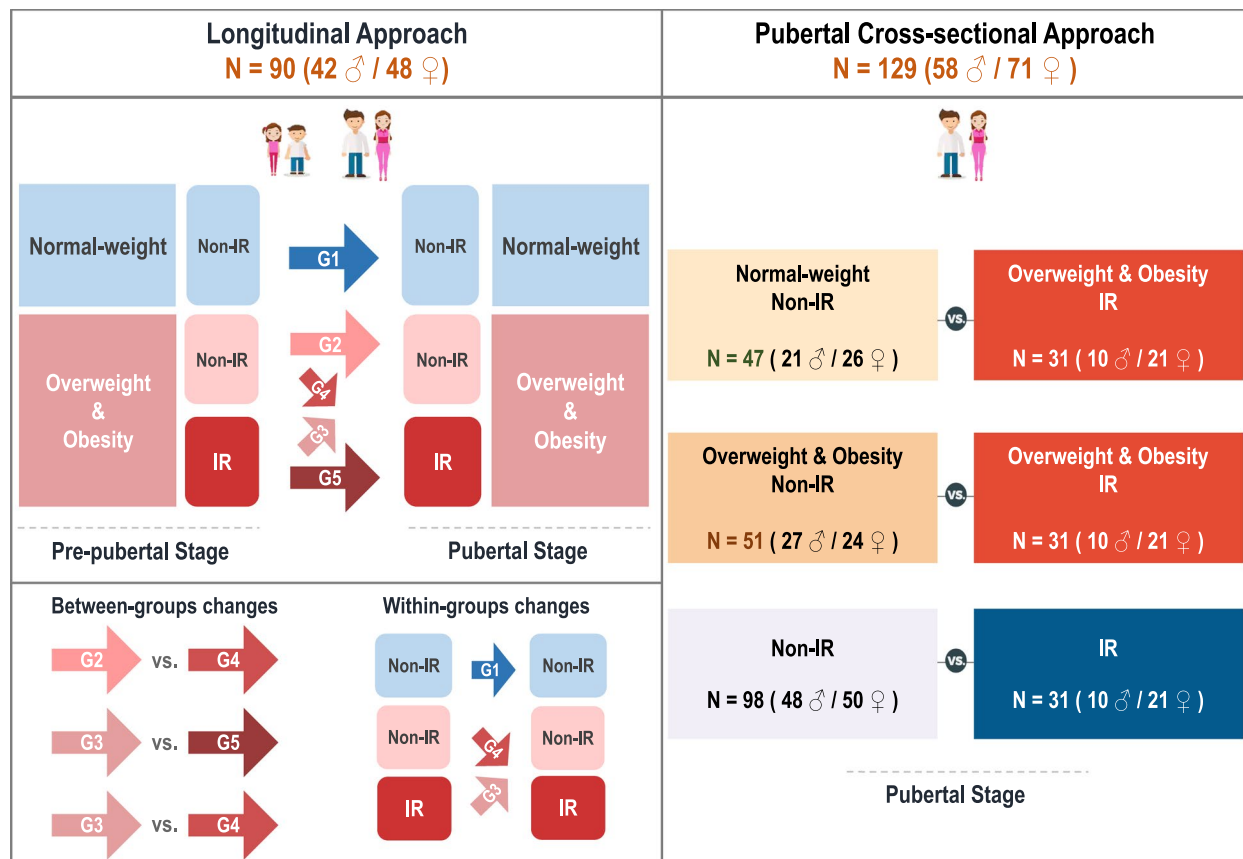 Longitudinal Approach
N = 90 (42 ♂ / 48 ♀)
Pubertal Cross-sectional Approach
N = 129 (58 ♂ / 71 ♀)
Normal-weight
Non-IR
G1
Non-IR
Normal-weight
Overweight
&
Obesity
Non-IR
G2
Non-IR
G4
G3
IR
G5
IR
Overweight
&
Obesity
Pre-pubertal Stage
Pubertal Stage
Between-groups changes
G2 vs. G4
G3 vs. G5
G3 vs. G4
Within-groups changes
Non-IR
G1
Non-IR
Non-IR
G4
Non-IR
IR
G3
IR
Normal-weight
Non-IR
N = 47 ( 21 ♂ / 26 ♀ )
vs.
Overweight & Obesity
IR
N = 31 ( 10 ♂ / 21 ♀ )
Overweight & Obesity
Non-IR
N = 51 ( 27 ♂ / 24 ♀ )
vs.
Overweight & Obesity
IR
N = 31 ( 10 ♂ / 21 ♀ )
Non-IR
N = 98 ( 48 ♂ / 50 ♀ )
vs.
IR
N = 31 ( 10 ♂ / 21 ♀ )
Pubertal Stage